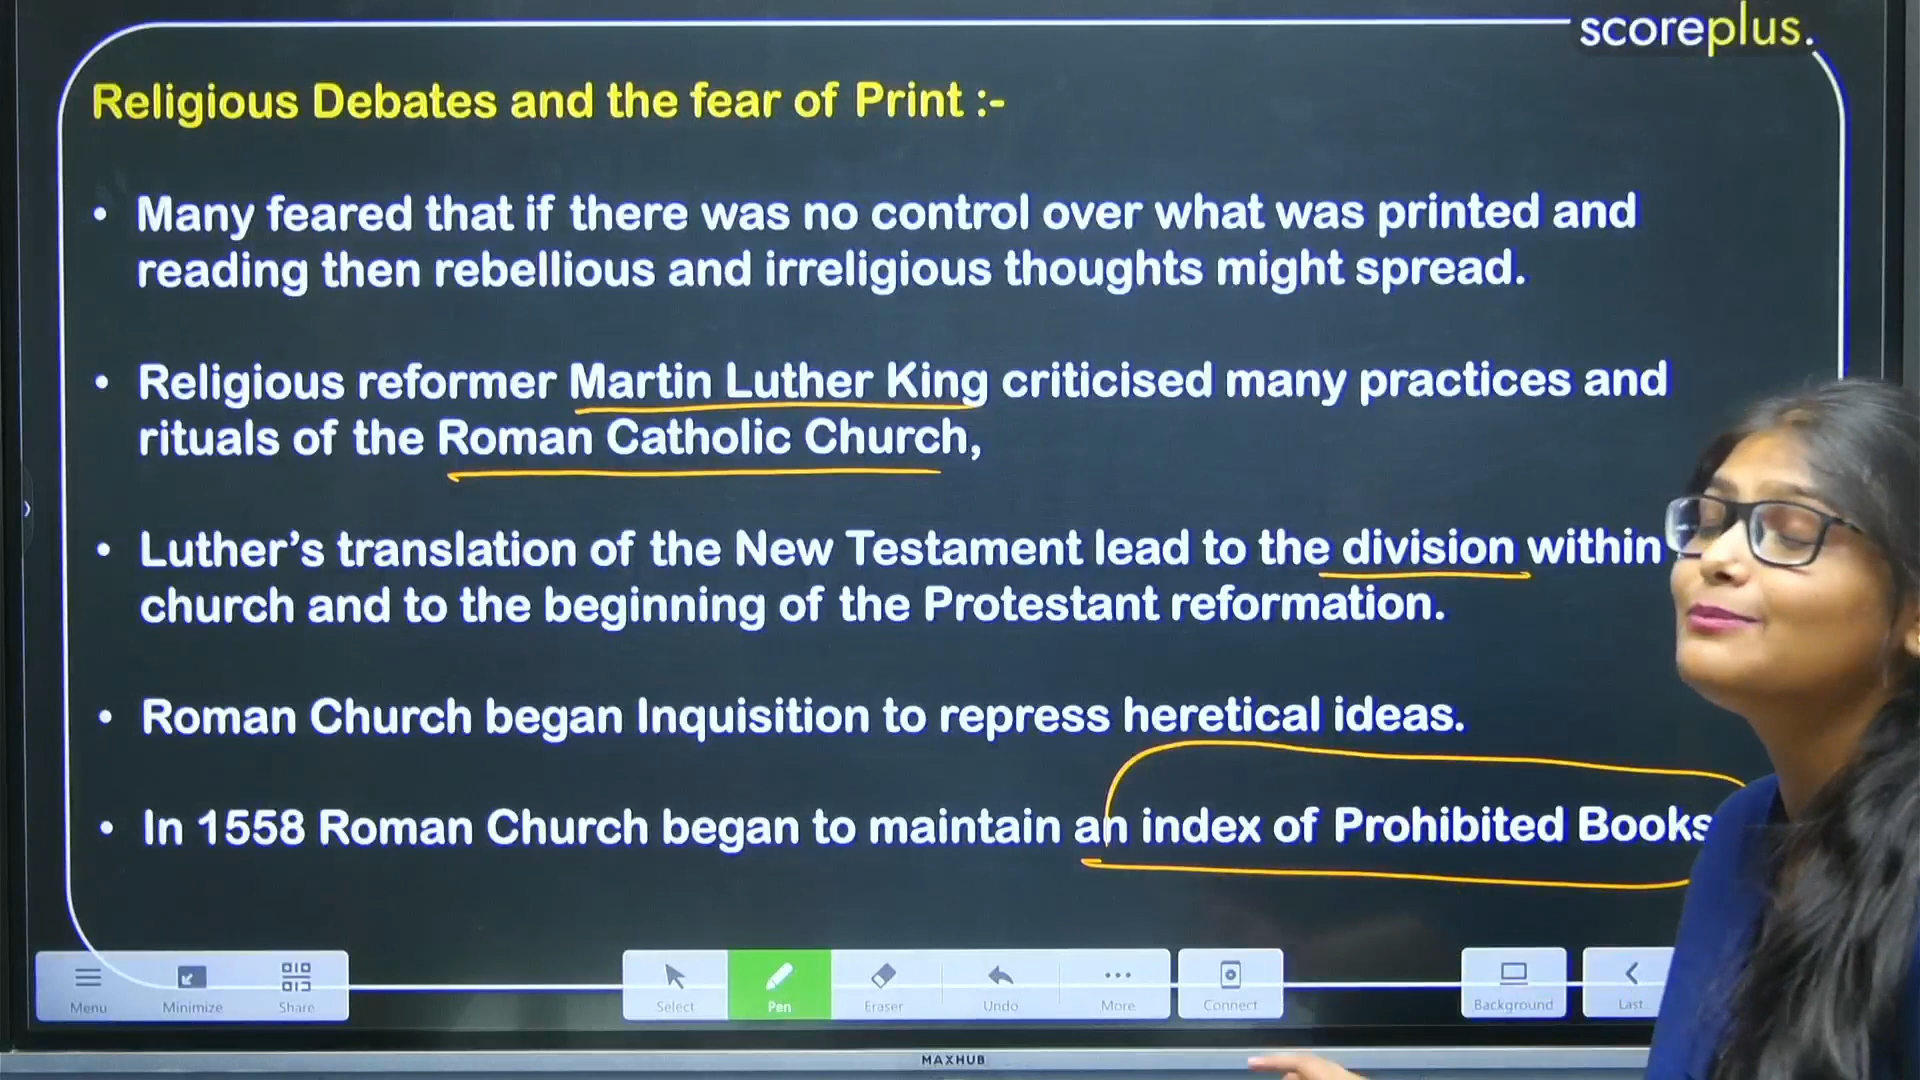 scoreplus.
Religious Debates and the fear of Print :-
• Many feared that if there was no control over what was printed and
reading then rebellious and irreligious thoughts might spread.
• Religious reformer Martin Luther King criticised many practices and
rituals of the Roman Catholic Church,
• Luther's translation of the New Testament lead to the division within
church and to the beginning of the Protestant reformation.
• Roman Church began Inquisition to repress heretical ideas.
• In 1558 Roman Church began to maintain an index of Prohibited Books
Menu Minimize Share Select Pen Eraser Undo More Connect Background Last
MAXHUB